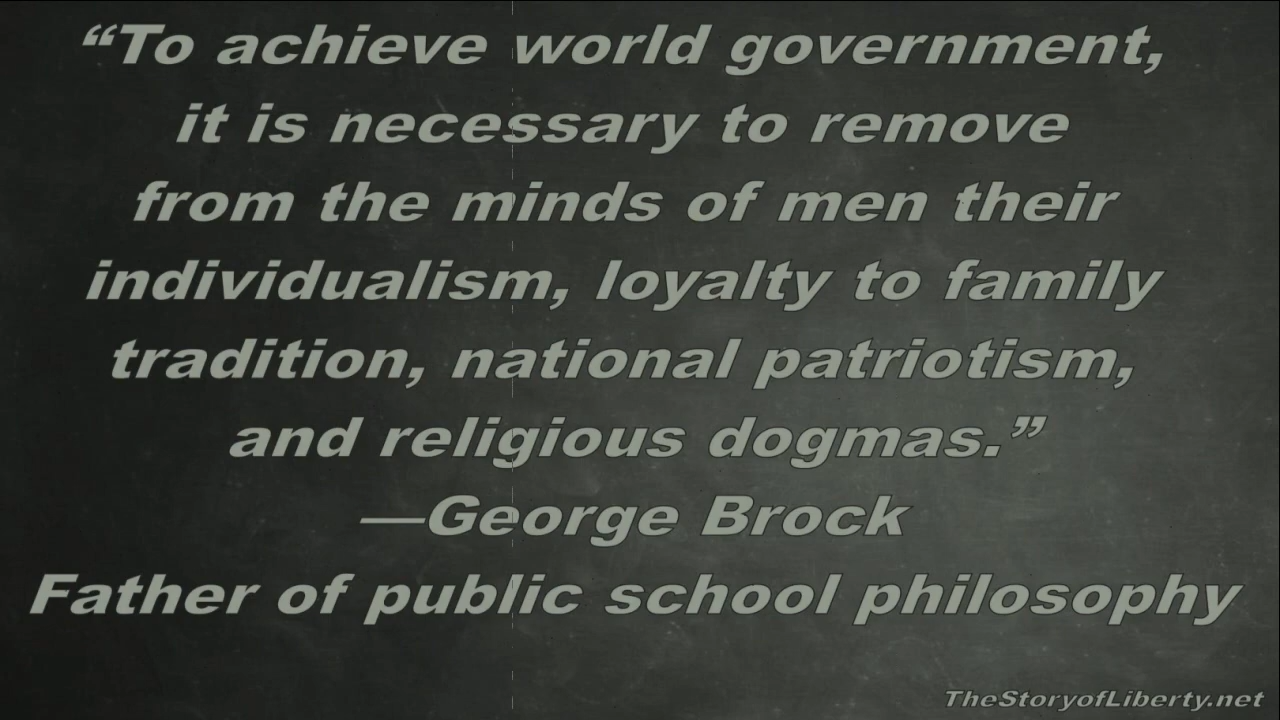 “To achieve world government,
it is necessary to remove
from the minds of men their
individualism, loyalty to family
tradition, national patriotism,
and religious dogmas.”
—George Brock
Father of public school philosophy
TheStoryofLiberty.net